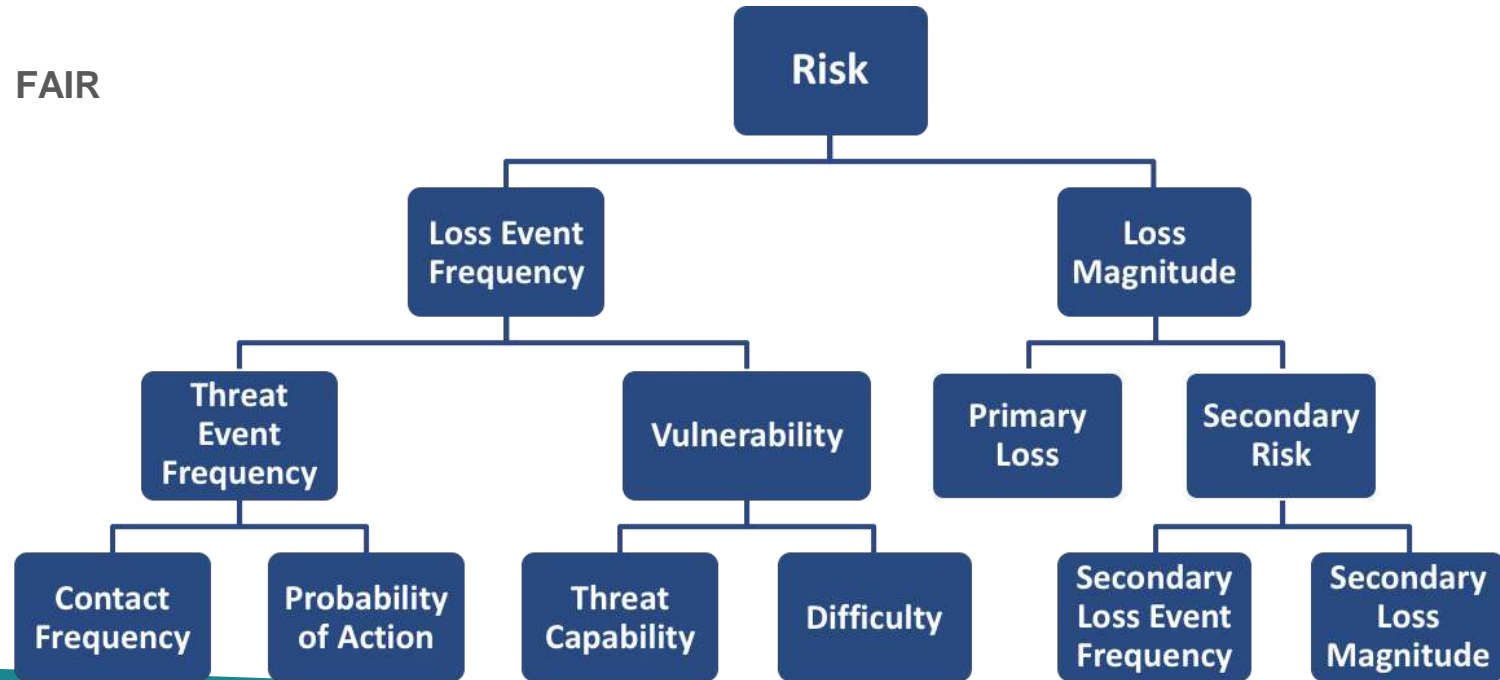 FAIR
Risk
Loss Event
Frequency
Loss
Magnitude
Threat
Event
Frequency
Vulnerability
Primary
Loss
Secondary
Risk
Contact
Frequency
Probability
of Action
Threat
Capability
Difficulty
Secondary
Loss Event
Frequency
Secondary
Loss
Magnitude